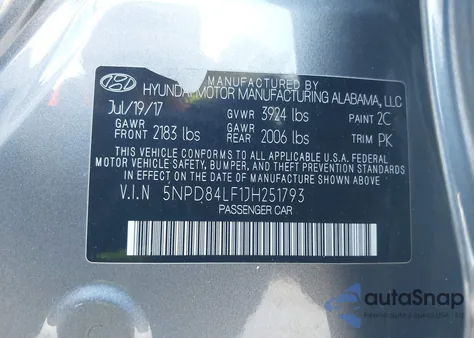 MANUFACTURED BY
HYUNDAI MOTOR MANUFACTURING ALABAMA, LLC
Jul/19/17 GVWR 3924 lbs PAINT 2C
GAWR GAWR
FRONT 2183 lbs REAR 2006 lbs TRIM PK
THIS VEHICLE CONFORMS TO ALL APPLICABLE U.S.A. FEDERAL
MOTOR VEHICLE SAFETY, BUMPER, AND THEFT PREVENTION
STANDARDS IN EFFECT ON THE DATE OF MANUFACTURE SHOWN ABOVE.
V.I.N 5NPD84LF1JH251793
PASSENGER CAR
autoSnap